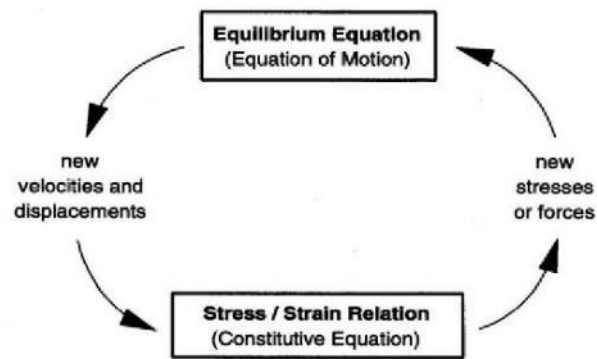 Equilibrium Equation
(Equation of Motion)
new
velocities and
displacements
new
stresses
or forces
Stress / Strain Relation
(Constitutive Equation)